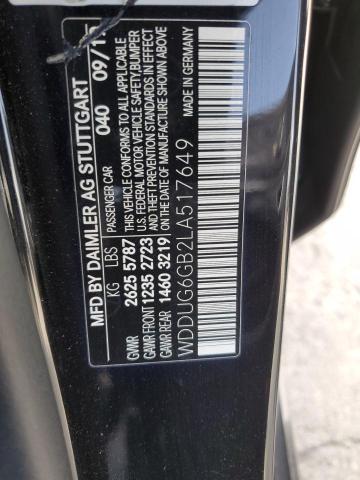 MFD BY DAIMLER AG STUTTGART
PASSENGER CAR 040 09/1
KG LBS
GVWR 2625 5787
GAWR FRONT 1235 2723
GAWR REAR 1460 3219
THIS VEHICLE CONFORMS TO ALL APPLICABLE
U.S. FEDERAL MOTOR VEHICLE SAFETY, BUMPER,
AND THEFT PREVENTION STANDARDS IN EFFECT
ON THE DATE OF MANUFACTURE SHOWN ABOVE.
MADE IN GERMANY
WDDUG6GB2LA517649